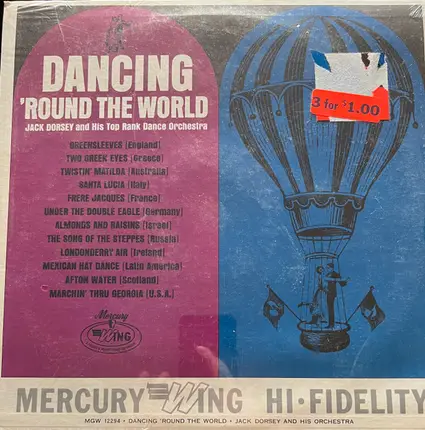 DANCING
'ROUND THE WORLD
JACK DORSEY and His Top Rank Dance Orchestra
GREENSLEEVES (England)
TWO GREEK EYES (Greece)
TWISTIN' MATILDA (Australia)
SANTA LUCIA (Italy)
FRERE JACQUES (France)
UNDER THE DOUBLE EAGLE (Germany)
ALMONDS AND RAISINS (Israel)
THE SONG OF THE STEPPES (Russia)
LONDONDERRY AIR (Ireland)
MEXICAN HAT DANCE (Latin America)
AFTON WATER (Scotland)
MARCHIN' THRU GEORGIA (U.S.A.)
3 for $1.00
Mercury
WING
MERCURY WING HI·FIDELITY
MGW 12294 • DANCING 'ROUND THE WORLD • JACK DORSEY AND HIS ORCHESTRA